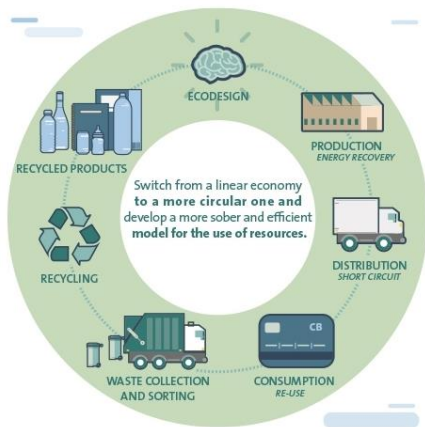 ECODESIGN
PRODUCTION
ENERGY RECOVERY
DISTRIBUTION
SHORT CIRCUIT
CB
CONSUMPTION
RE-USE
WASTE COLLECTION
AND SORTING
RECYCLING
RECYCLED PRODUCTS
Switch from a linear economy
to a more circular one and
develop a more sober and efficient
model for the use of resources.